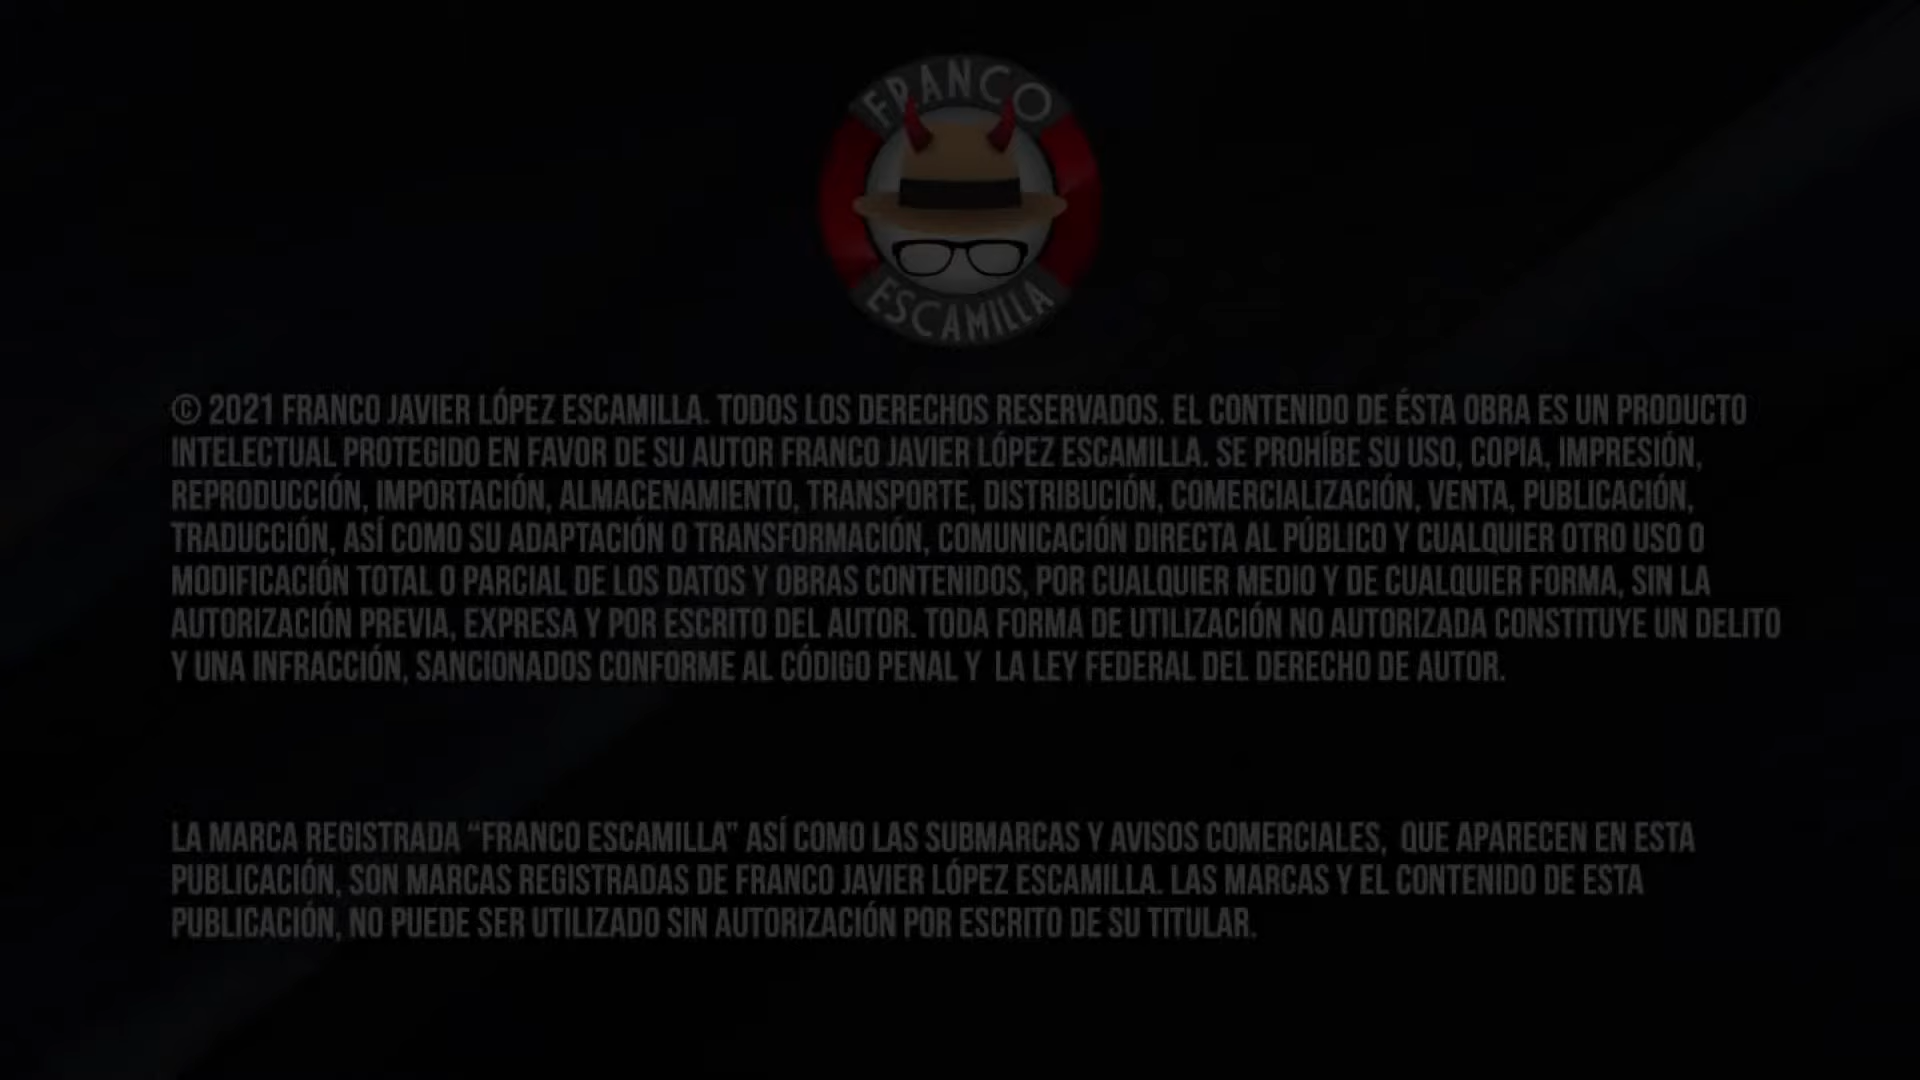 FRANCO
ESCAMILLA
© 2021 FRANCO JAVIER LÓPEZ ESCAMILLA. TODOS LOS DERECHOS RESERVADOS. EL CONTENIDO DE ÉSTA OBRA ES UN PRODUCTO
INTELECTUAL PROTEGIDO EN FAVOR DE SU AUTOR FRANCO JAVIER LÓPEZ ESCAMILLA. SE PROHÍBE SU USO, COPIA, IMPRESIÓN,
REPRODUCCIÓN, IMPORTACIÓN, ALMACENAMIENTO, TRANSPORTE, DISTRIBUCIÓN, COMERCIALIZACIÓN, VENTA, PUBLICACIÓN,
TRADUCCIÓN, ASÍ COMO SU ADAPTACIÓN O TRANSFORMACIÓN, COMUNICACIÓN DIRECTA AL PÚBLICO Y CUALQUIER OTRO USO O
MODIFICACIÓN TOTAL O PARCIAL DE LOS DATOS Y OBRAS CONTENIDOS, POR CUALQUIER MEDIO Y DE CUALQUIER FORMA, SIN LA
AUTORIZACIÓN PREVIA, EXPRESA Y POR ESCRITO DEL AUTOR. TODA FORMA DE UTILIZACIÓN NO AUTORIZADA CONSTITUYE UN DELITO
Y UNA INFRACCIÓN, SANCIONADOS CONFORME AL CÓDIGO PENAL Y LA LEY FEDERAL DEL DERECHO DE AUTOR.
LA MARCA REGISTRADA “FRANCO ESCAMILLA” ASÍ COMO LAS SUBMARCAS Y AVISOS COMERCIALES, QUE APARECEN EN ESTA
PUBLICACIÓN, SON MARCAS REGISTRADAS DE FRANCO JAVIER LÓPEZ ESCAMILLA. LAS MARCAS Y EL CONTENIDO DE ESTA
PUBLICACIÓN, NO PUEDE SER UTILIZADO SIN AUTORIZACIÓN POR ESCRITO DE SU TITULAR.